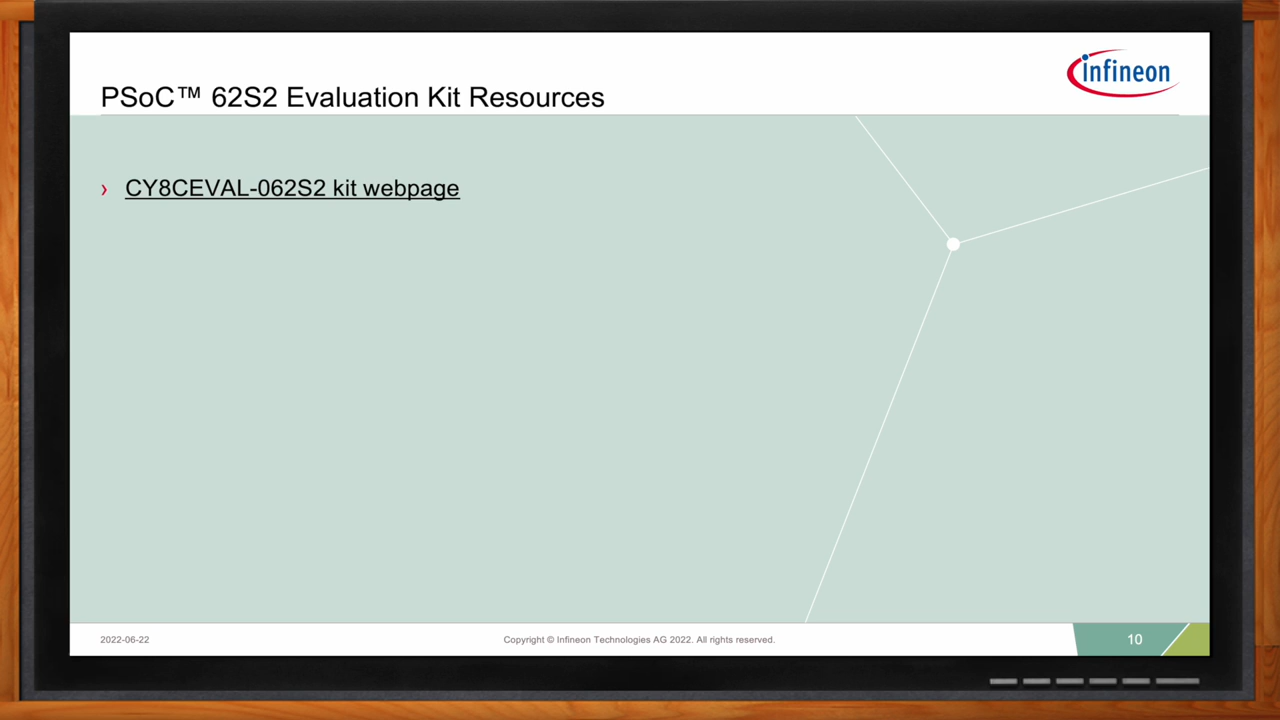 infineon
PSoC™ 62S2 Evaluation Kit Resources
› CY8CEVAL-062S2 kit webpage
2022-06-22
Copyright © Infineon Technologies AG 2022. All rights reserved.
10